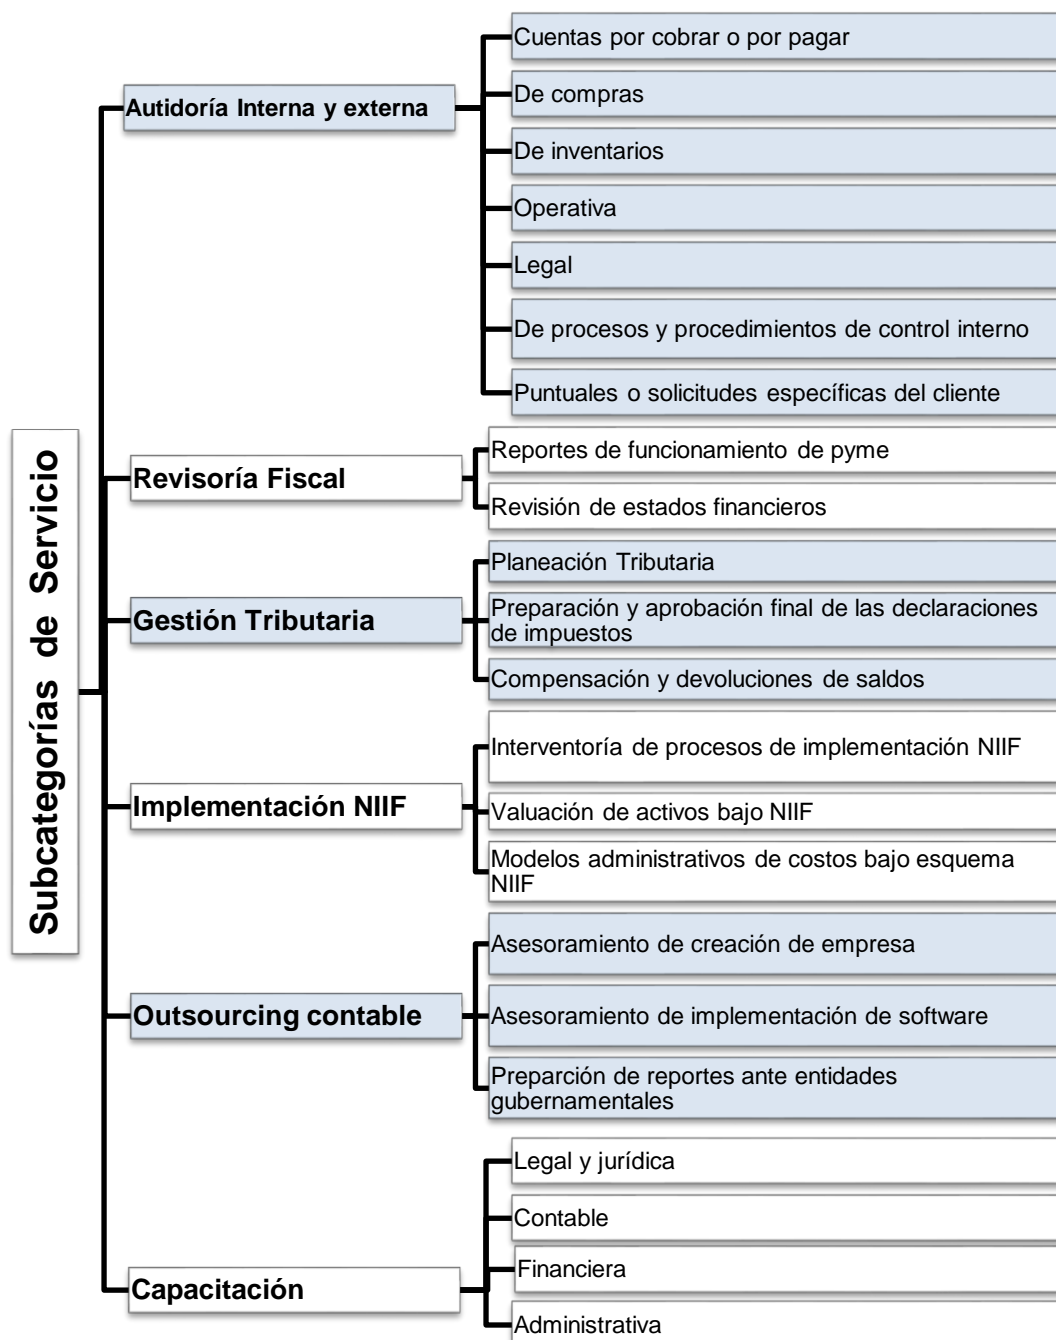 Subcategorías de Servicio
Autidoría Interna y externa
Cuentas por cobrar o por pagar
De compras
De inventarios
Operativa
Legal
De procesos y procedimientos de control interno
Puntuales o solicitudes específicas del cliente
Revisoría Fiscal
Reportes de funcionamiento de pyme
Revisión de estados financieros
Gestión Tributaria
Planeación Tributaria
Preparación y aprobación final de las declaraciones
de impuestos
Compensación y devoluciones de saldos
Implementación NIIF
Interventoría de procesos de implementación NIIF
Valuación de activos bajo NIIF
Modelos administrativos de costos bajo esquema
NIIF
Outsourcing contable
Asesoramiento de creación de empresa
Asesoramiento de implementación de software
Preparción de reportes ante entidades
gubernamentales
Capacitación
Legal y jurídica
Contable
Financiera
Administrativa